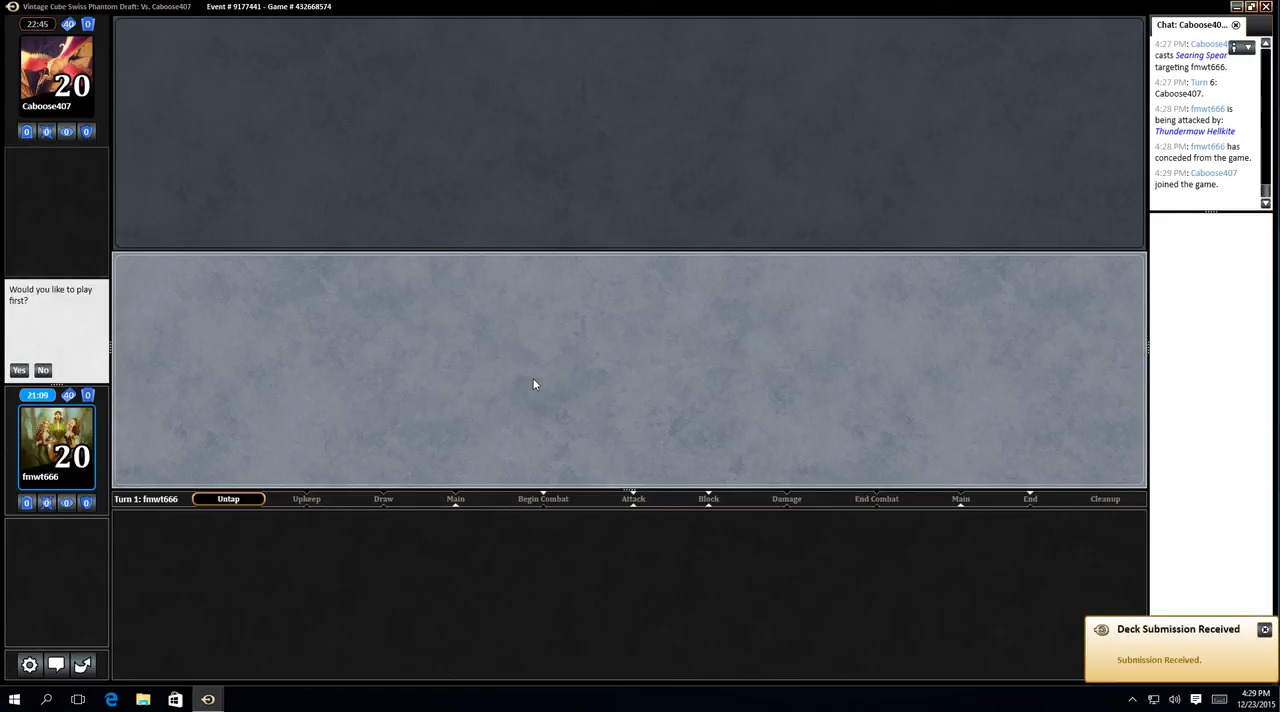 Vintage Cube Swiss Phantom Draft: Vs. Caboose407 Event # 9177441 - Game # 432668574
22:45 40 0
20
Caboose407
0 0 0 0
Would you like to play
first?
Yes No
21:09 40 0
20
fmwt666
0 0 0 0
Turn 1: fmwt666 Untap Upkeep Draw Main Begin Combat Attack Block Damage End Combat Main End Cleanup
Chat: Caboose40...
4:27 PM: Caboose4
casts Searing Spear
targeting fmwt666.
4:27 PM: Turn 6:
Caboose407.
4:28 PM: fmwt666 is
being attacked by:
Thundermaw Hellkite
4:28 PM: fmwt666 has
conceded from the game.
4:29 PM: Caboose407
joined the game.
Deck Submission Received
Submission Received.
4:29 PM
12/23/2015